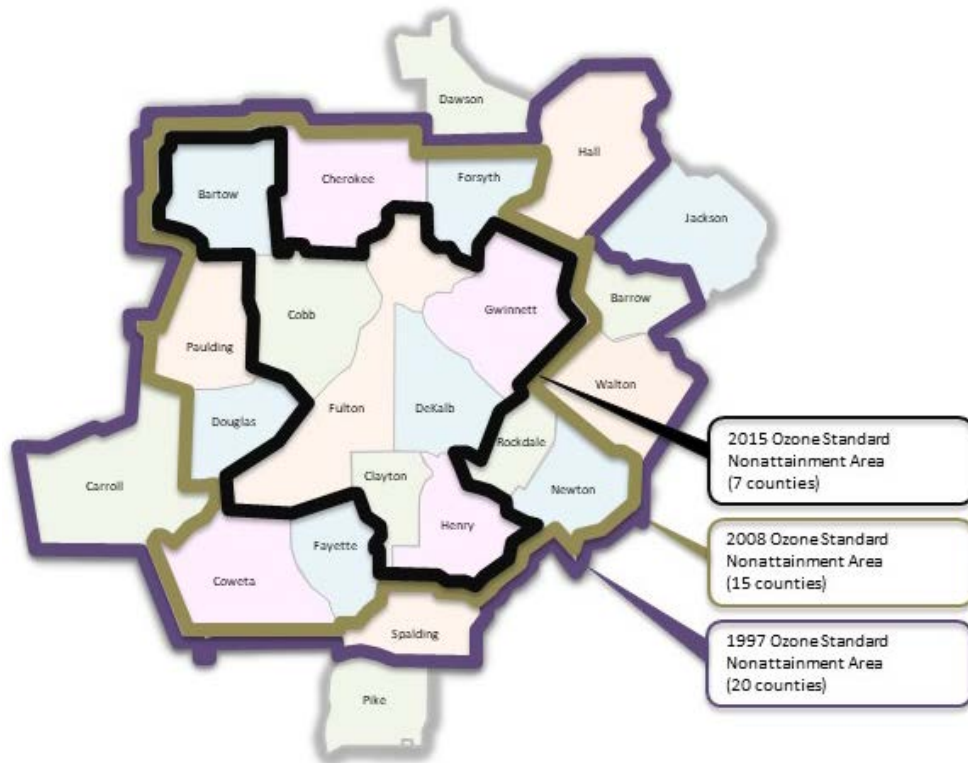 Dawson
Hall
Bartow
Cherokee
Forsyth
Jackson
Cobb
Gwinnett
Barrow
Paulding
Walton
Fulton
DeKalb
Douglas
Rockdale
Carroll
Clayton
Newton
Henry
Fayette
Coweta
Spalding
Pike
2015 Ozone Standard
Nonattainment Area
(7 counties)
2008 Ozone Standard
Nonattainment Area
(15 counties)
1997 Ozone Standard
Nonattainment Area
(20 counties)